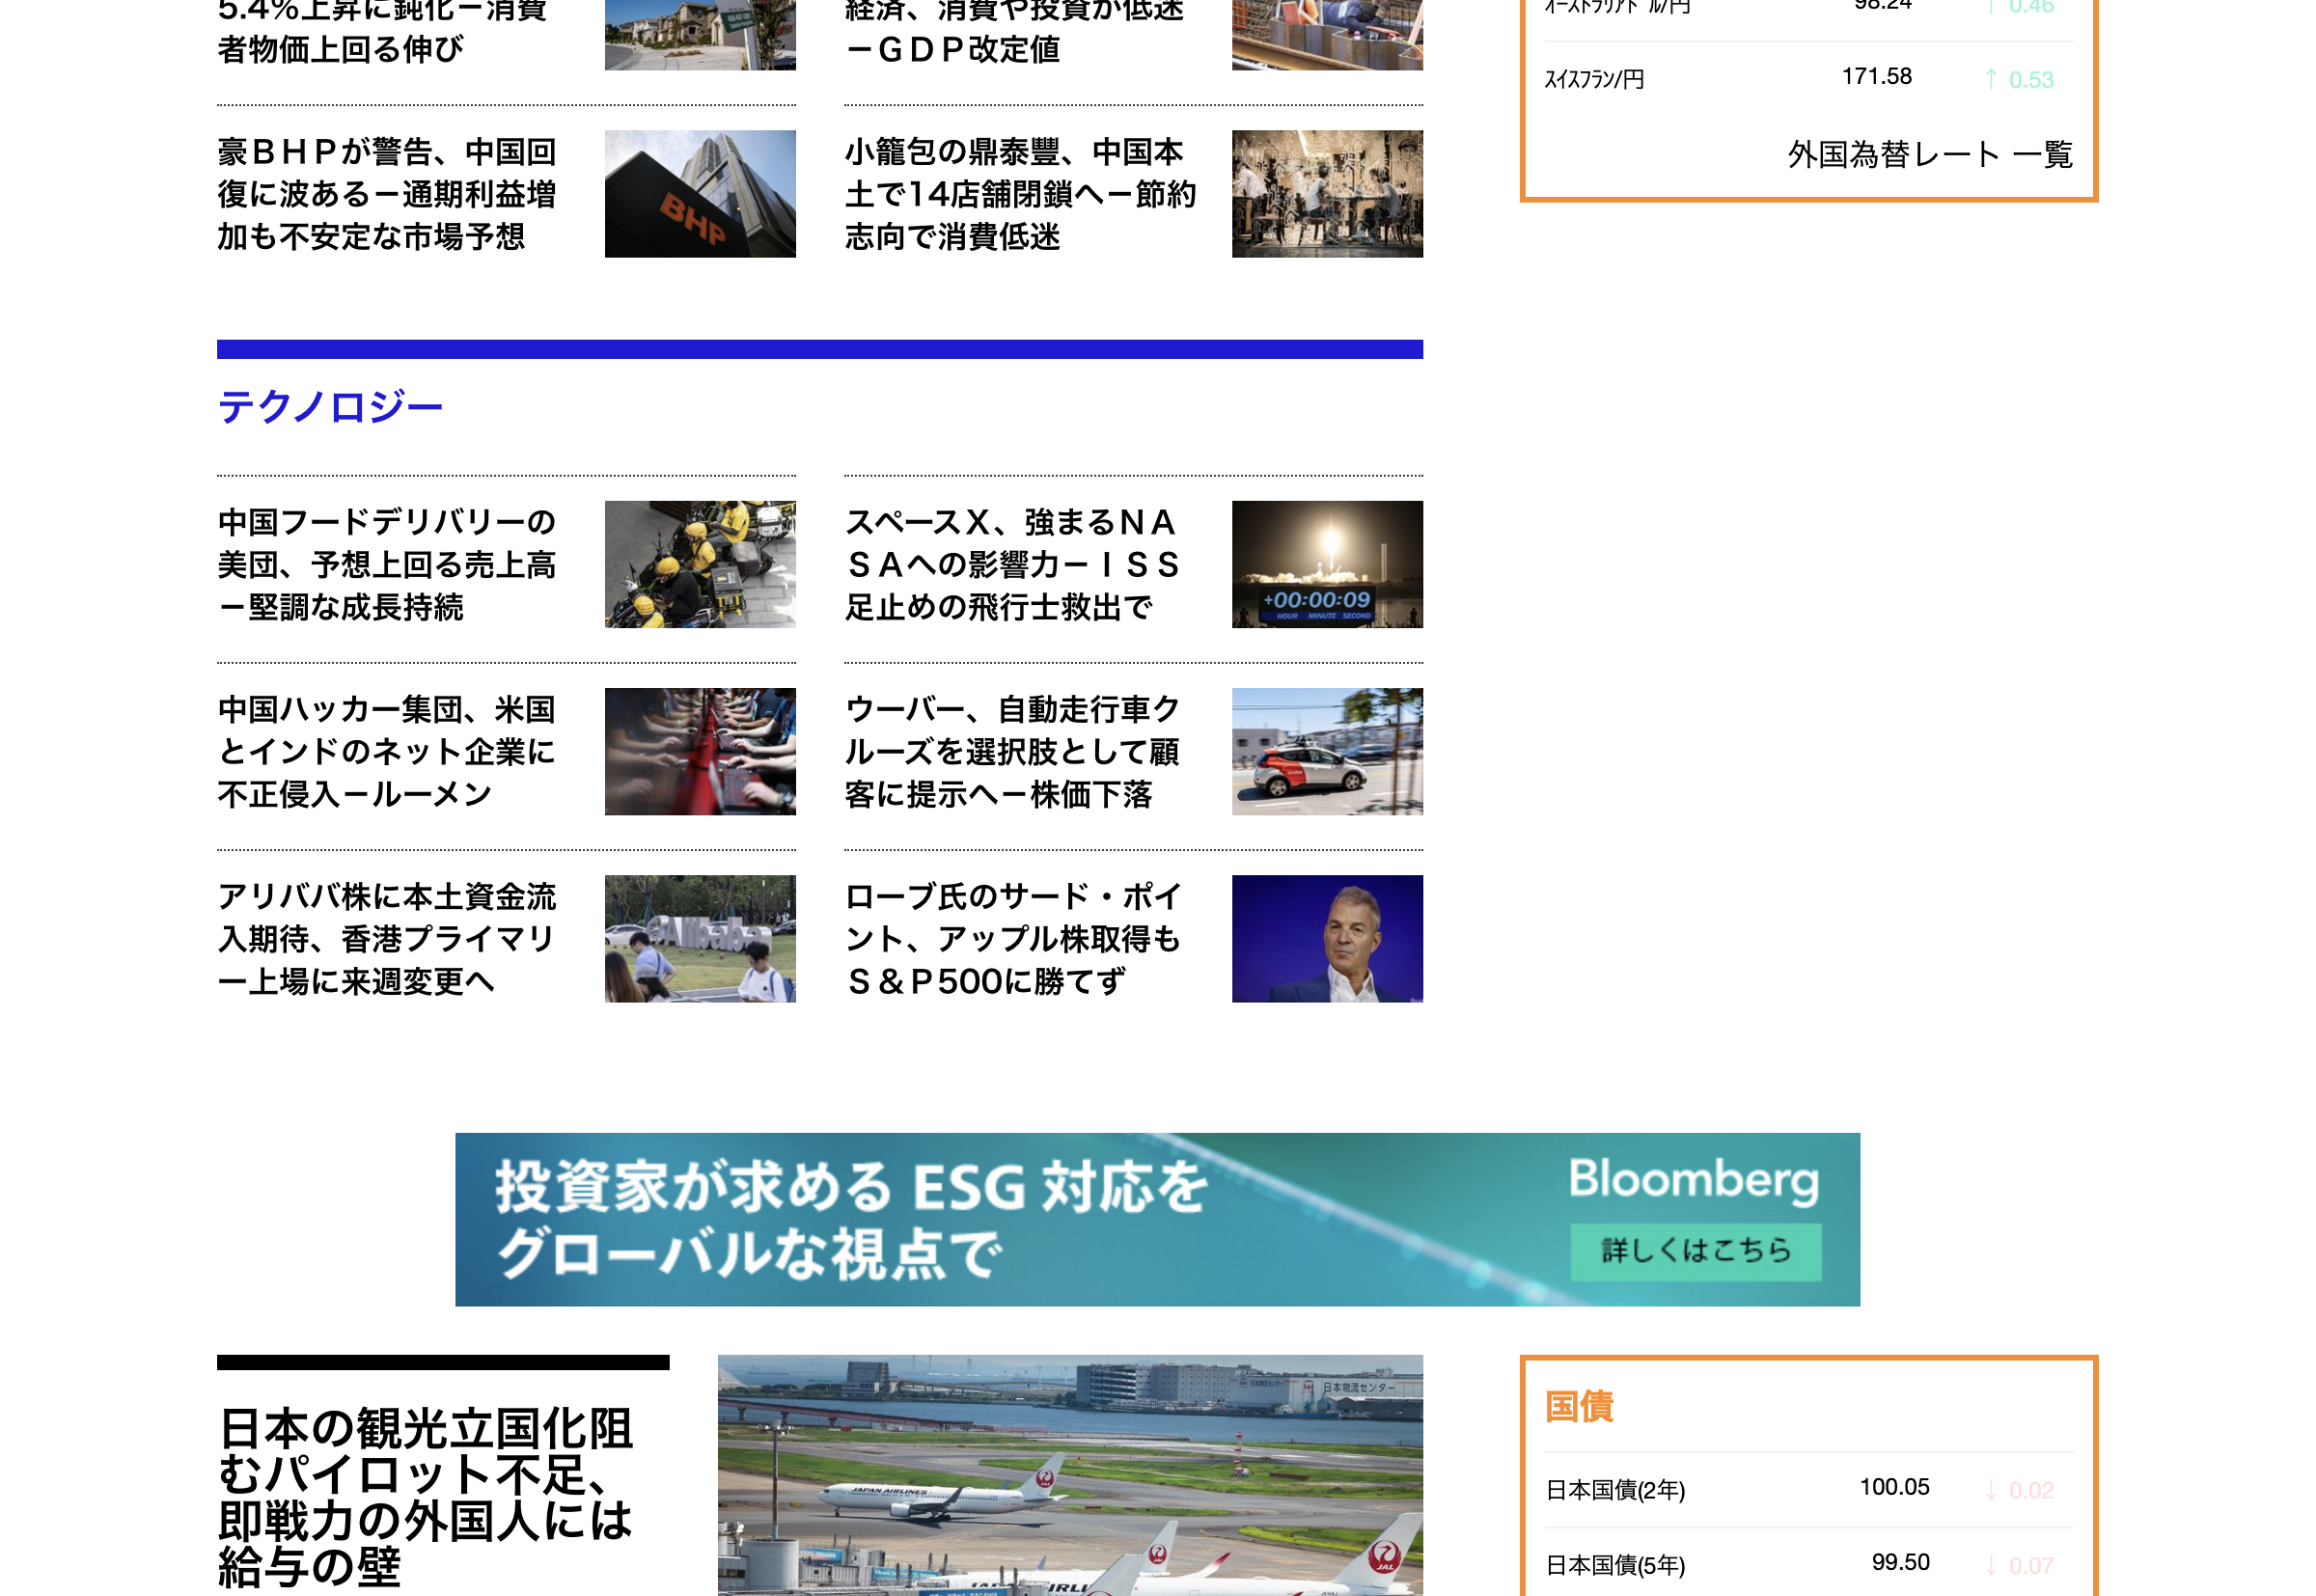 5.4%上昇に鈍化－消費
者物価上回る伸び
経済、消費や投資が低迷
－ＧＤＰ改定値
豪ＢＨＰが警告、中国回
復に波ある－通期利益増
加も不安定な市場予想
BHP
小籠包の鼎泰豐、中国本
土で14店舗閉鎖へ－節約
志向で消費低迷
ｵｰｽﾄﾗﾘｱﾄﾞﾙ/円 98.24 ↑ 0.46
ｽｲｽﾌﾗﾝ/円 171.58 ↑ 0.53
外国為替レート 一覧
テクノロジー
中国フードデリバリーの
美団、予想上回る売上高
－堅調な成長持続
スペースＸ、強まるＮＡ
ＳＡへの影響力－ＩＳＳ
足止めの飛行士救出で
+00:00:09
HOUR MINUTE SECOND
中国ハッカー集団、米国
とインドのネット企業に
不正侵入－ルーメン
ウーバー、自動走行車ク
ルーズを選択肢として顧
客に提示へ－株価下落
アリババ株に本土資金流
入期待、香港プライマリ
ー上場に来週変更へ
Alibaba
ローブ氏のサード・ポイ
ント、アップル株取得も
Ｓ＆Ｐ500に勝てず
投資家が求める ESG 対応を
グローバルな視点で
Bloomberg
詳しくはこちら
日本の観光立国化阻
むパイロット不足、
即戦力の外国人には
給与の壁
日本物流センター
JAPAN AIRLINES
JAL
JAL
国債
日本国債(2年) 100.05 ↓ 0.02
日本国債(5年) 99.50 ↓ 0.07